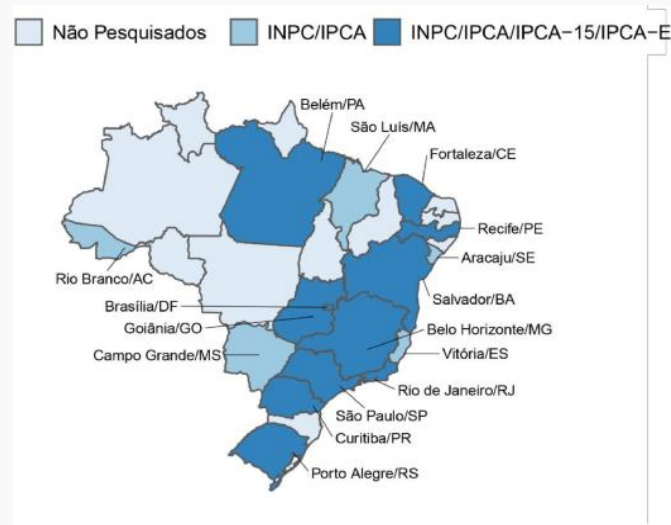 Não Pesquisados INPC/IPCA INPC/IPCA/IPCA-15/IPCA-E
Belém/PA
São Luís/MA
Fortaleza/CE
Recife/PE
Aracaju/SE
Rio Branco/AC
Salvador/BA
Brasília/DF
Goiânia/GO
Belo Horizonte/MG
Campo Grande/MS
Vitória/ES
Rio de Janeiro/RJ
São Paulo/SP
Curitiba/PR
Porto Alegre/RS